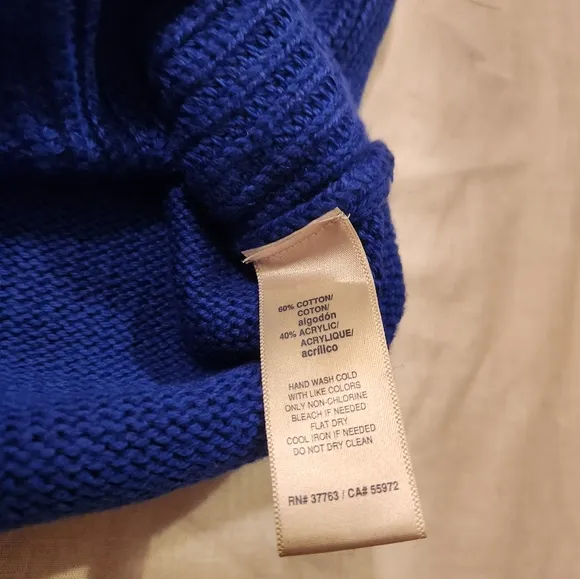 60% COTTON/
COTON/
algodón
40% ACRYLIC/
ACRYLIQUE/
acrílico
HAND WASH COLD
WITH LIKE COLORS
ONLY NON-CHLORINE
BLEACH IF NEEDED
FLAT DRY
COOL IRON IF NEEDED
DO NOT DRY CLEAN
RN# 37763 / CA# 55972